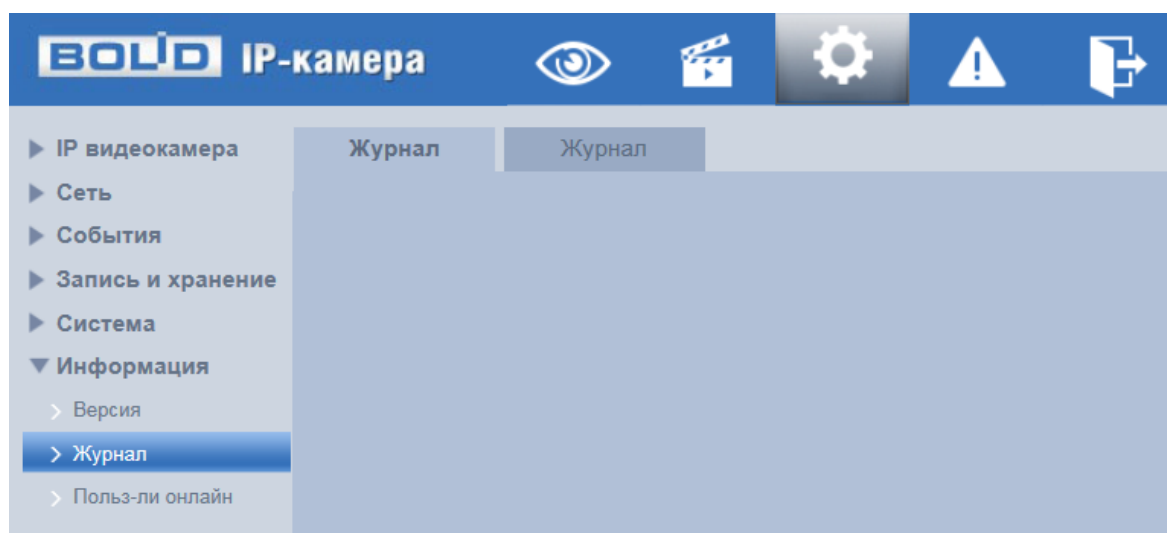 BOLID IP-камера
IP видеокамера
Сеть
События
Запись и хранение
Система
Информация
Версия
Журнал
Польз-ли онлайн
Журнал
Журнал